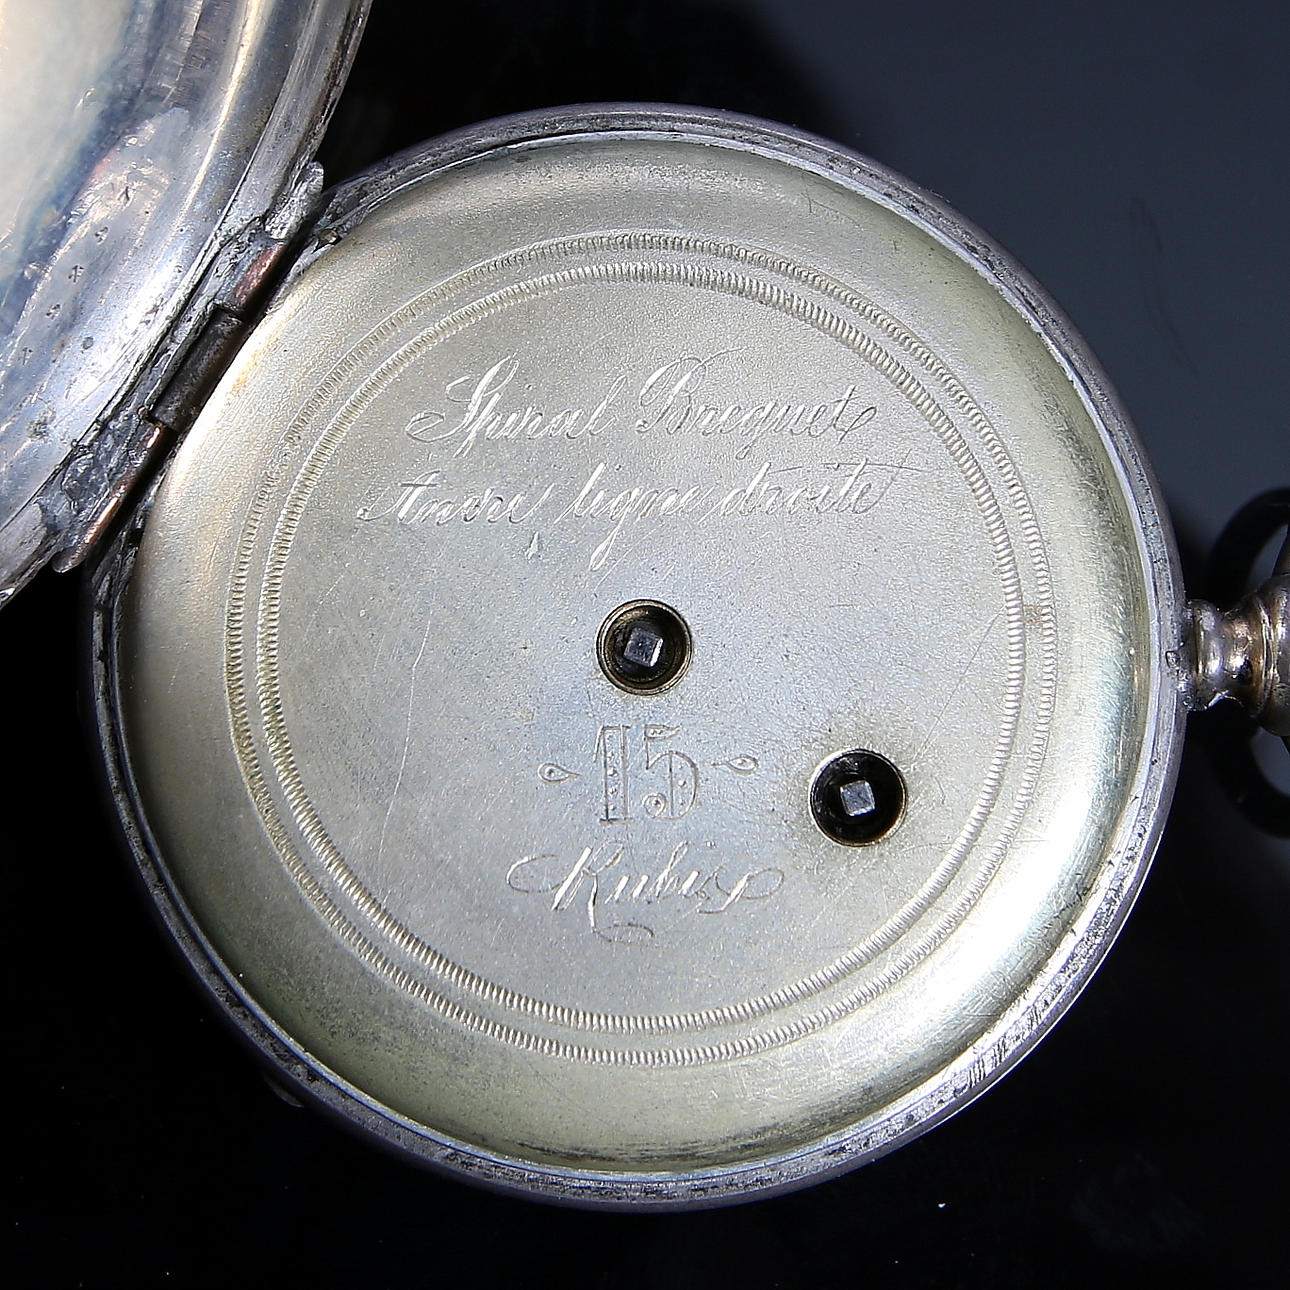 Spiral Breguet
Ancre ligne droite
15
Rubis